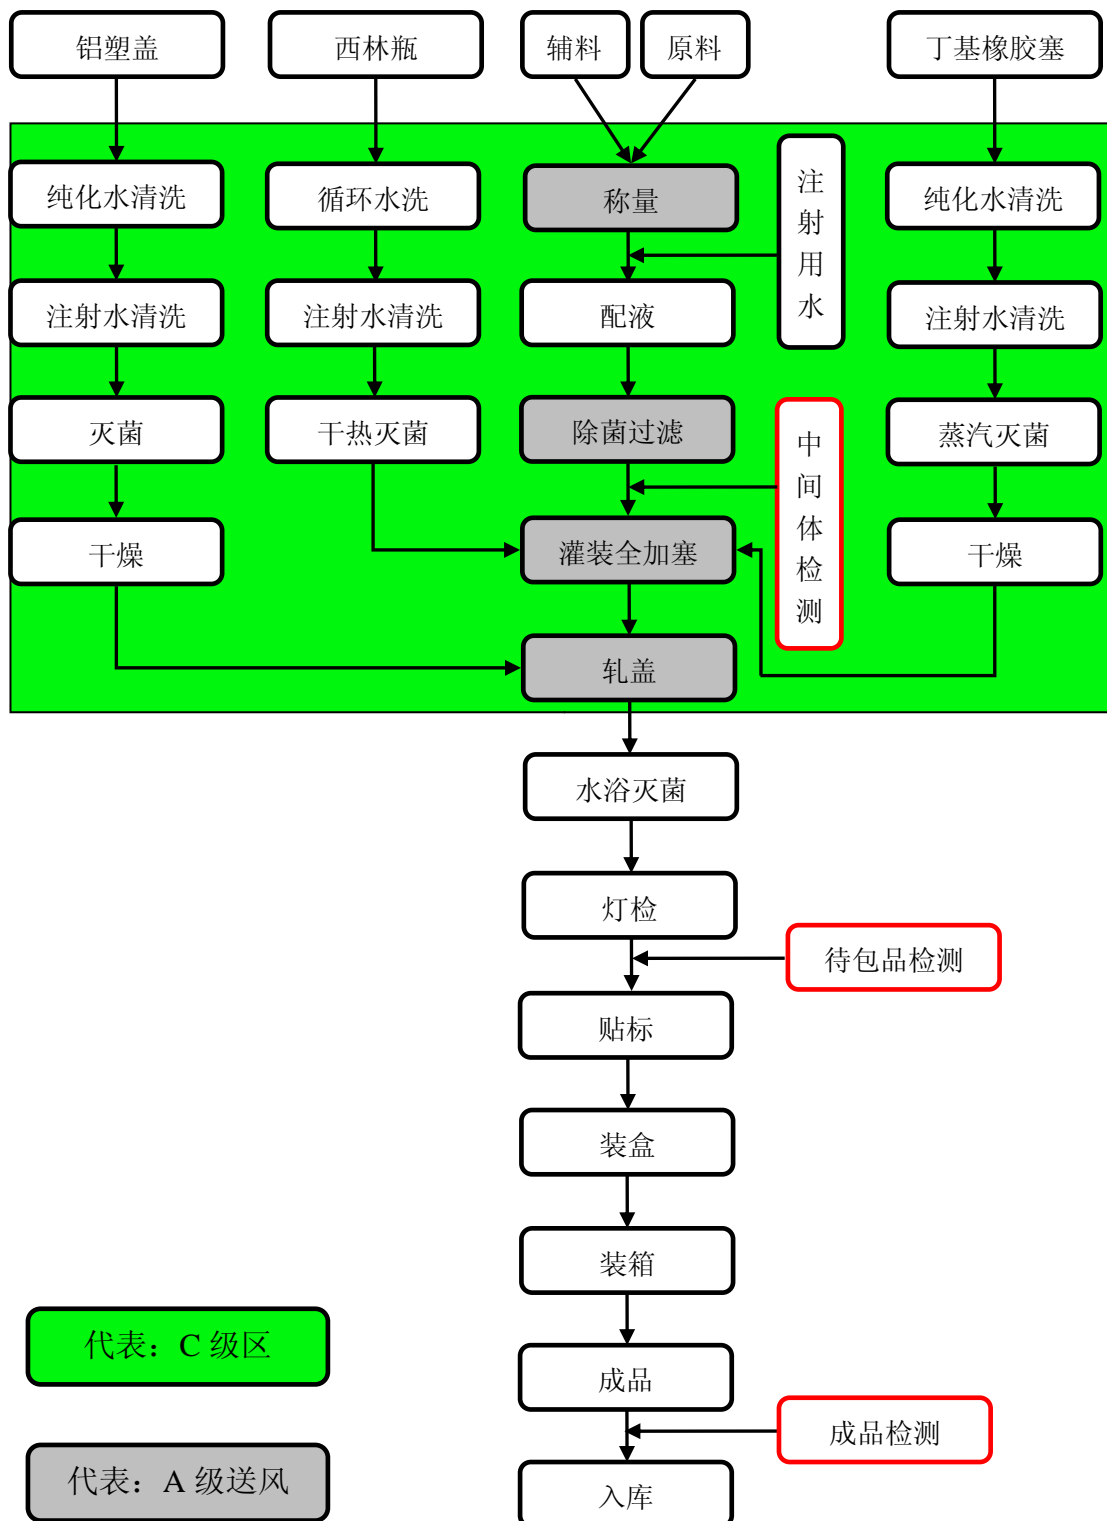 铝塑盖
西林瓶
辅料
原料
丁基橡胶塞
纯化水清洗
循环水洗
称量
注射用水
纯化水清洗
注射水清洗
注射水清洗
配液
注射水清洗
灭菌
干热灭菌
除菌过滤
中间体检测
蒸汽灭菌
干燥
灌装全加塞
干燥
轧盖
水浴灭菌
灯检
待包品检测
贴标
装盒
装箱
代表：C 级区
成品
成品检测
代表：A 级送风
入库